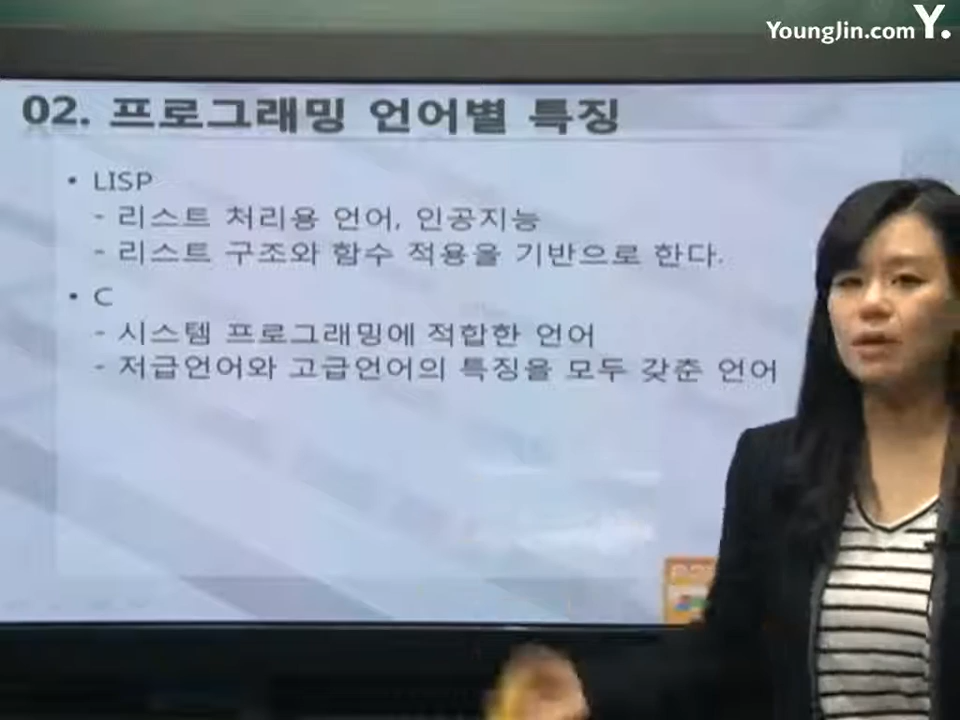 YoungJin.com Y.
02. 프로그래밍 언어별 특징
• LISP
- 리스트 처리용 언어, 인공지능
- 리스트 구조와 함수 적용을 기반으로 한다.
• C
- 시스템 프로그래밍에 적합한 언어
- 저급언어와 고급언어의 특징을 모두 갖춘 언어